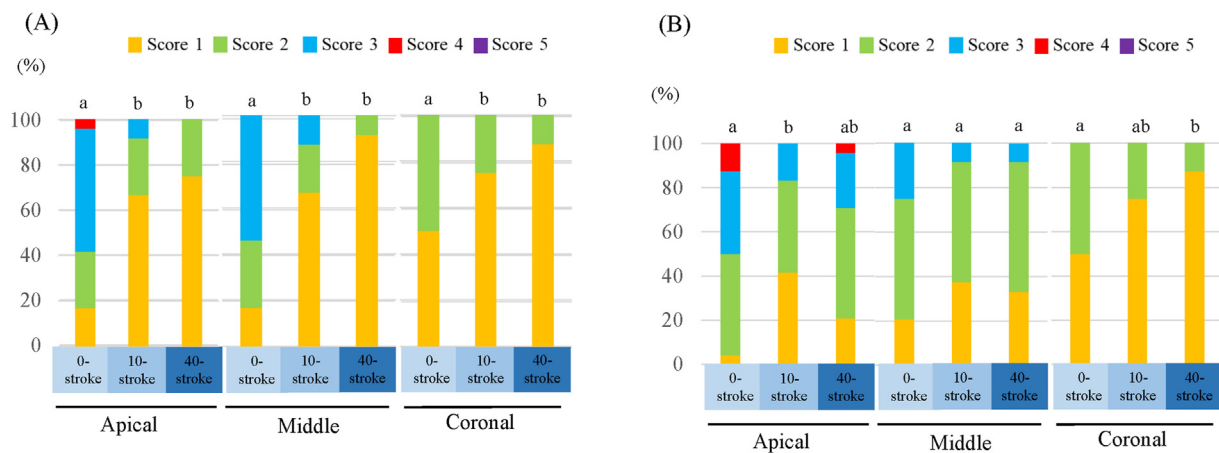 (A)
Score 1 Score 2 Score 3 Score 4 Score 5
(%)
a b b a b b a b b
100
80
60
40
20
0
0-stroke 10-stroke 40-stroke 0-stroke 10-stroke 40-stroke 0-stroke 10-stroke 40-stroke
Apical Middle Coronal
(B)
Score 1 Score 2 Score 3 Score 4 Score 5
(%)
a b ab a a a a ab b
100
80
60
40
20
0
0-stroke 10-stroke 40-stroke 0-stroke 10-stroke 40-stroke 0-stroke 10-stroke 40-stroke
Apical Middle Coronal